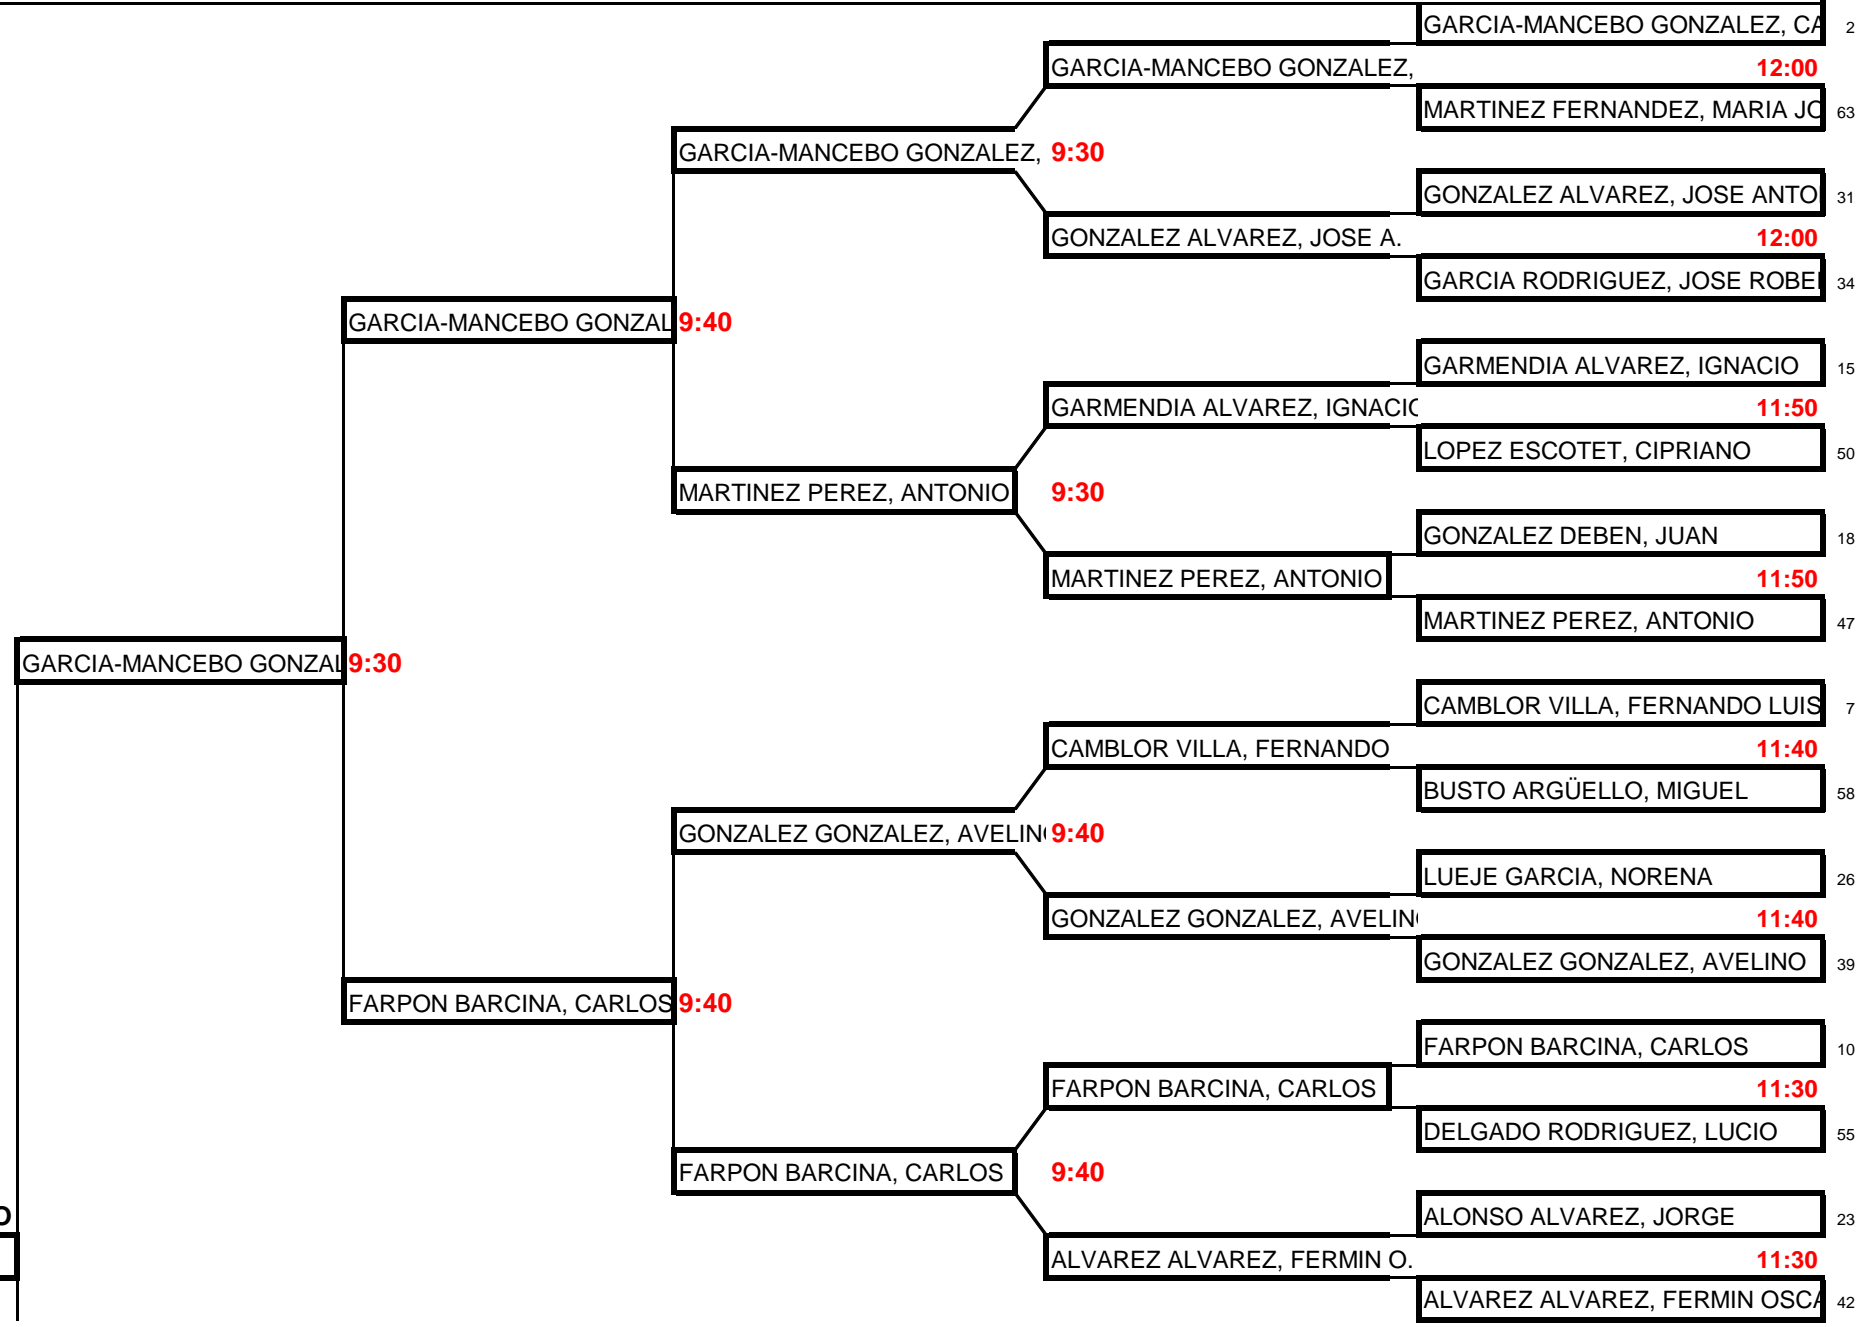 GARCIA-MANCEBO GONZALEZ, CA 2
GARCIA-MANCEBO GONZALEZ, 12:00
MARTINEZ FERNANDEZ, MARIA JO 63
GARCIA-MANCEBO GONZALEZ, 9:30
GONZALEZ ALVAREZ, JOSE ANTO 31
GONZALEZ ALVAREZ, JOSE A. 12:00
GARCIA RODRIGUEZ, JOSE ROBE 34
GARCIA-MANCEBO GONZAL 9:40
GARMENDIA ALVAREZ, IGNACIO 15
GARMENDIA ALVAREZ, IGNACIO 11:50
LOPEZ ESCOTET, CIPRIANO 50
MARTINEZ PEREZ, ANTONIO 9:30
GONZALEZ DEBEN, JUAN 18
MARTINEZ PEREZ, ANTONIO 11:50
MARTINEZ PEREZ, ANTONIO 47
GARCIA-MANCEBO GONZAL 9:30
CAMBLOR VILLA, FERNANDO LUIS 7
CAMBLOR VILLA, FERNANDO 11:40
BUSTO ARGÜELLO, MIGUEL 58
GONZALEZ GONZALEZ, AVELINO 9:40
LUEJE GARCIA, NORENA 26
GONZALEZ GONZALEZ, AVELINO 11:40
GONZALEZ GONZALEZ, AVELINO 39
FARPON BARCINA, CARLOS 9:40
FARPON BARCINA, CARLOS 10
FARPON BARCINA, CARLOS 11:30
DELGADO RODRIGUEZ, LUCIO 55
FARPON BARCINA, CARLOS 9:40
ALONSO ALVAREZ, JORGE 23
O
ALVAREZ ALVAREZ, FERMIN O. 11:30
ALVAREZ ALVAREZ, FERMIN OSCA 42